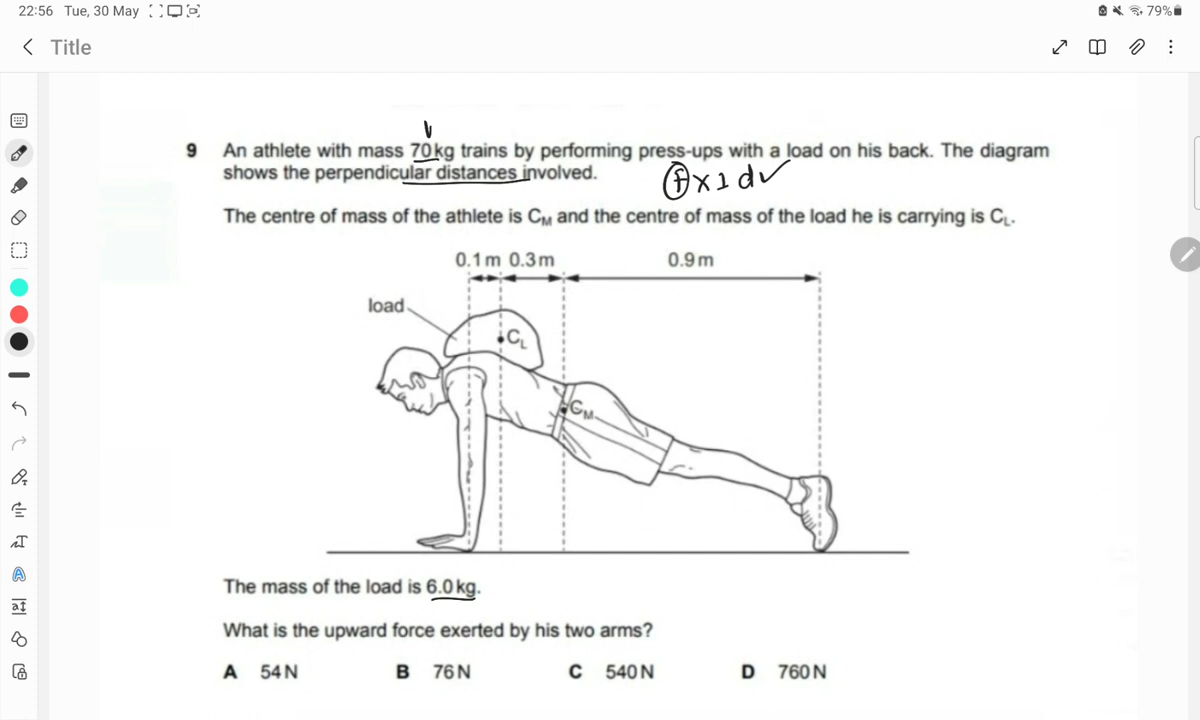 22:56 Tue, 30 May 79%
Title
9 An athlete with mass 70 kg trains by performing press-ups with a load on his back. The diagram
shows the perpendicular distances involved.
F x ⊥ d ✓
The centre of mass of the athlete is CM and the centre of mass of the load he is carrying is CL.
0.1 m 0.3 m 0.9 m
load
CL
CM
The mass of the load is 6.0 kg.
What is the upward force exerted by his two arms?
A 54 N B 76 N C 540 N D 760 N